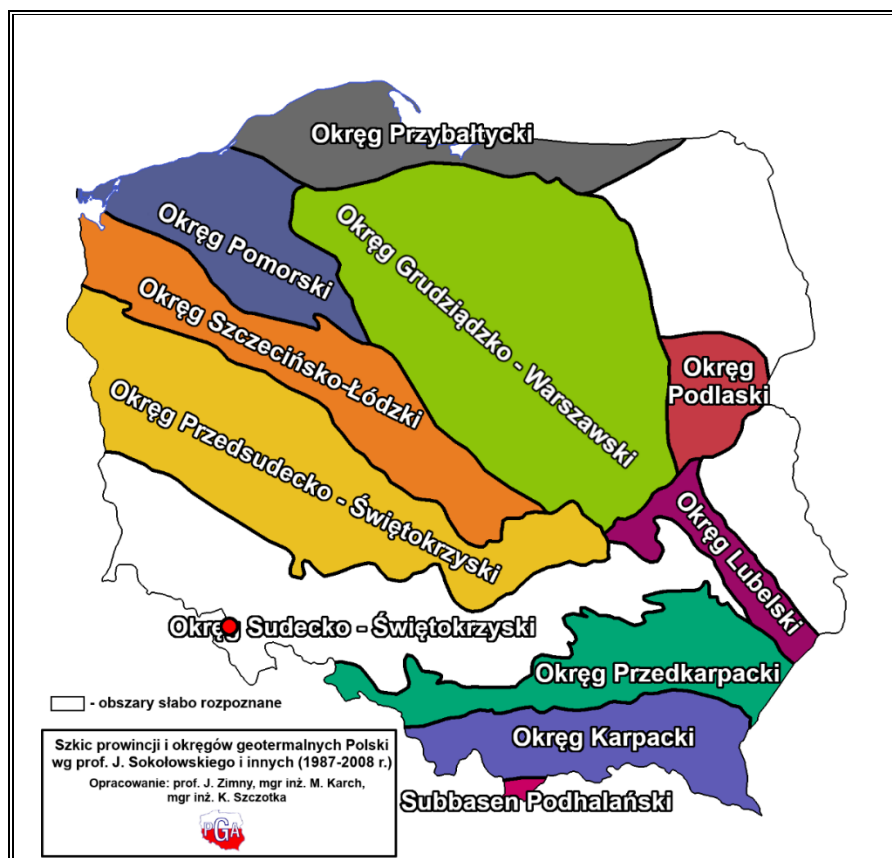 Okręg Przybałtycki
Okręg Pomorski
Okręg Grudziądzko - Warszawski
Okręg Szczecińsko-Łódzki
Okręg
Podlaski
Okręg Przedsudecko - Świętokrzyski
Okręg Lubelski
Okręg Sudecko - Świętokrzyski
Okręg Przedkarpacki
- obszary słabo rozpoznane
Okręg Karpacki
Szkic prowincji i okręgów geotermalnych Polski
wg prof. J. Sokołowskiego i innych (1987-2008 r.)
Opracowanie: prof. J. Zimny, mgr inż. M. Karch,
mgr inż. K. Szczotka
Subbasen Podhalański
PGA